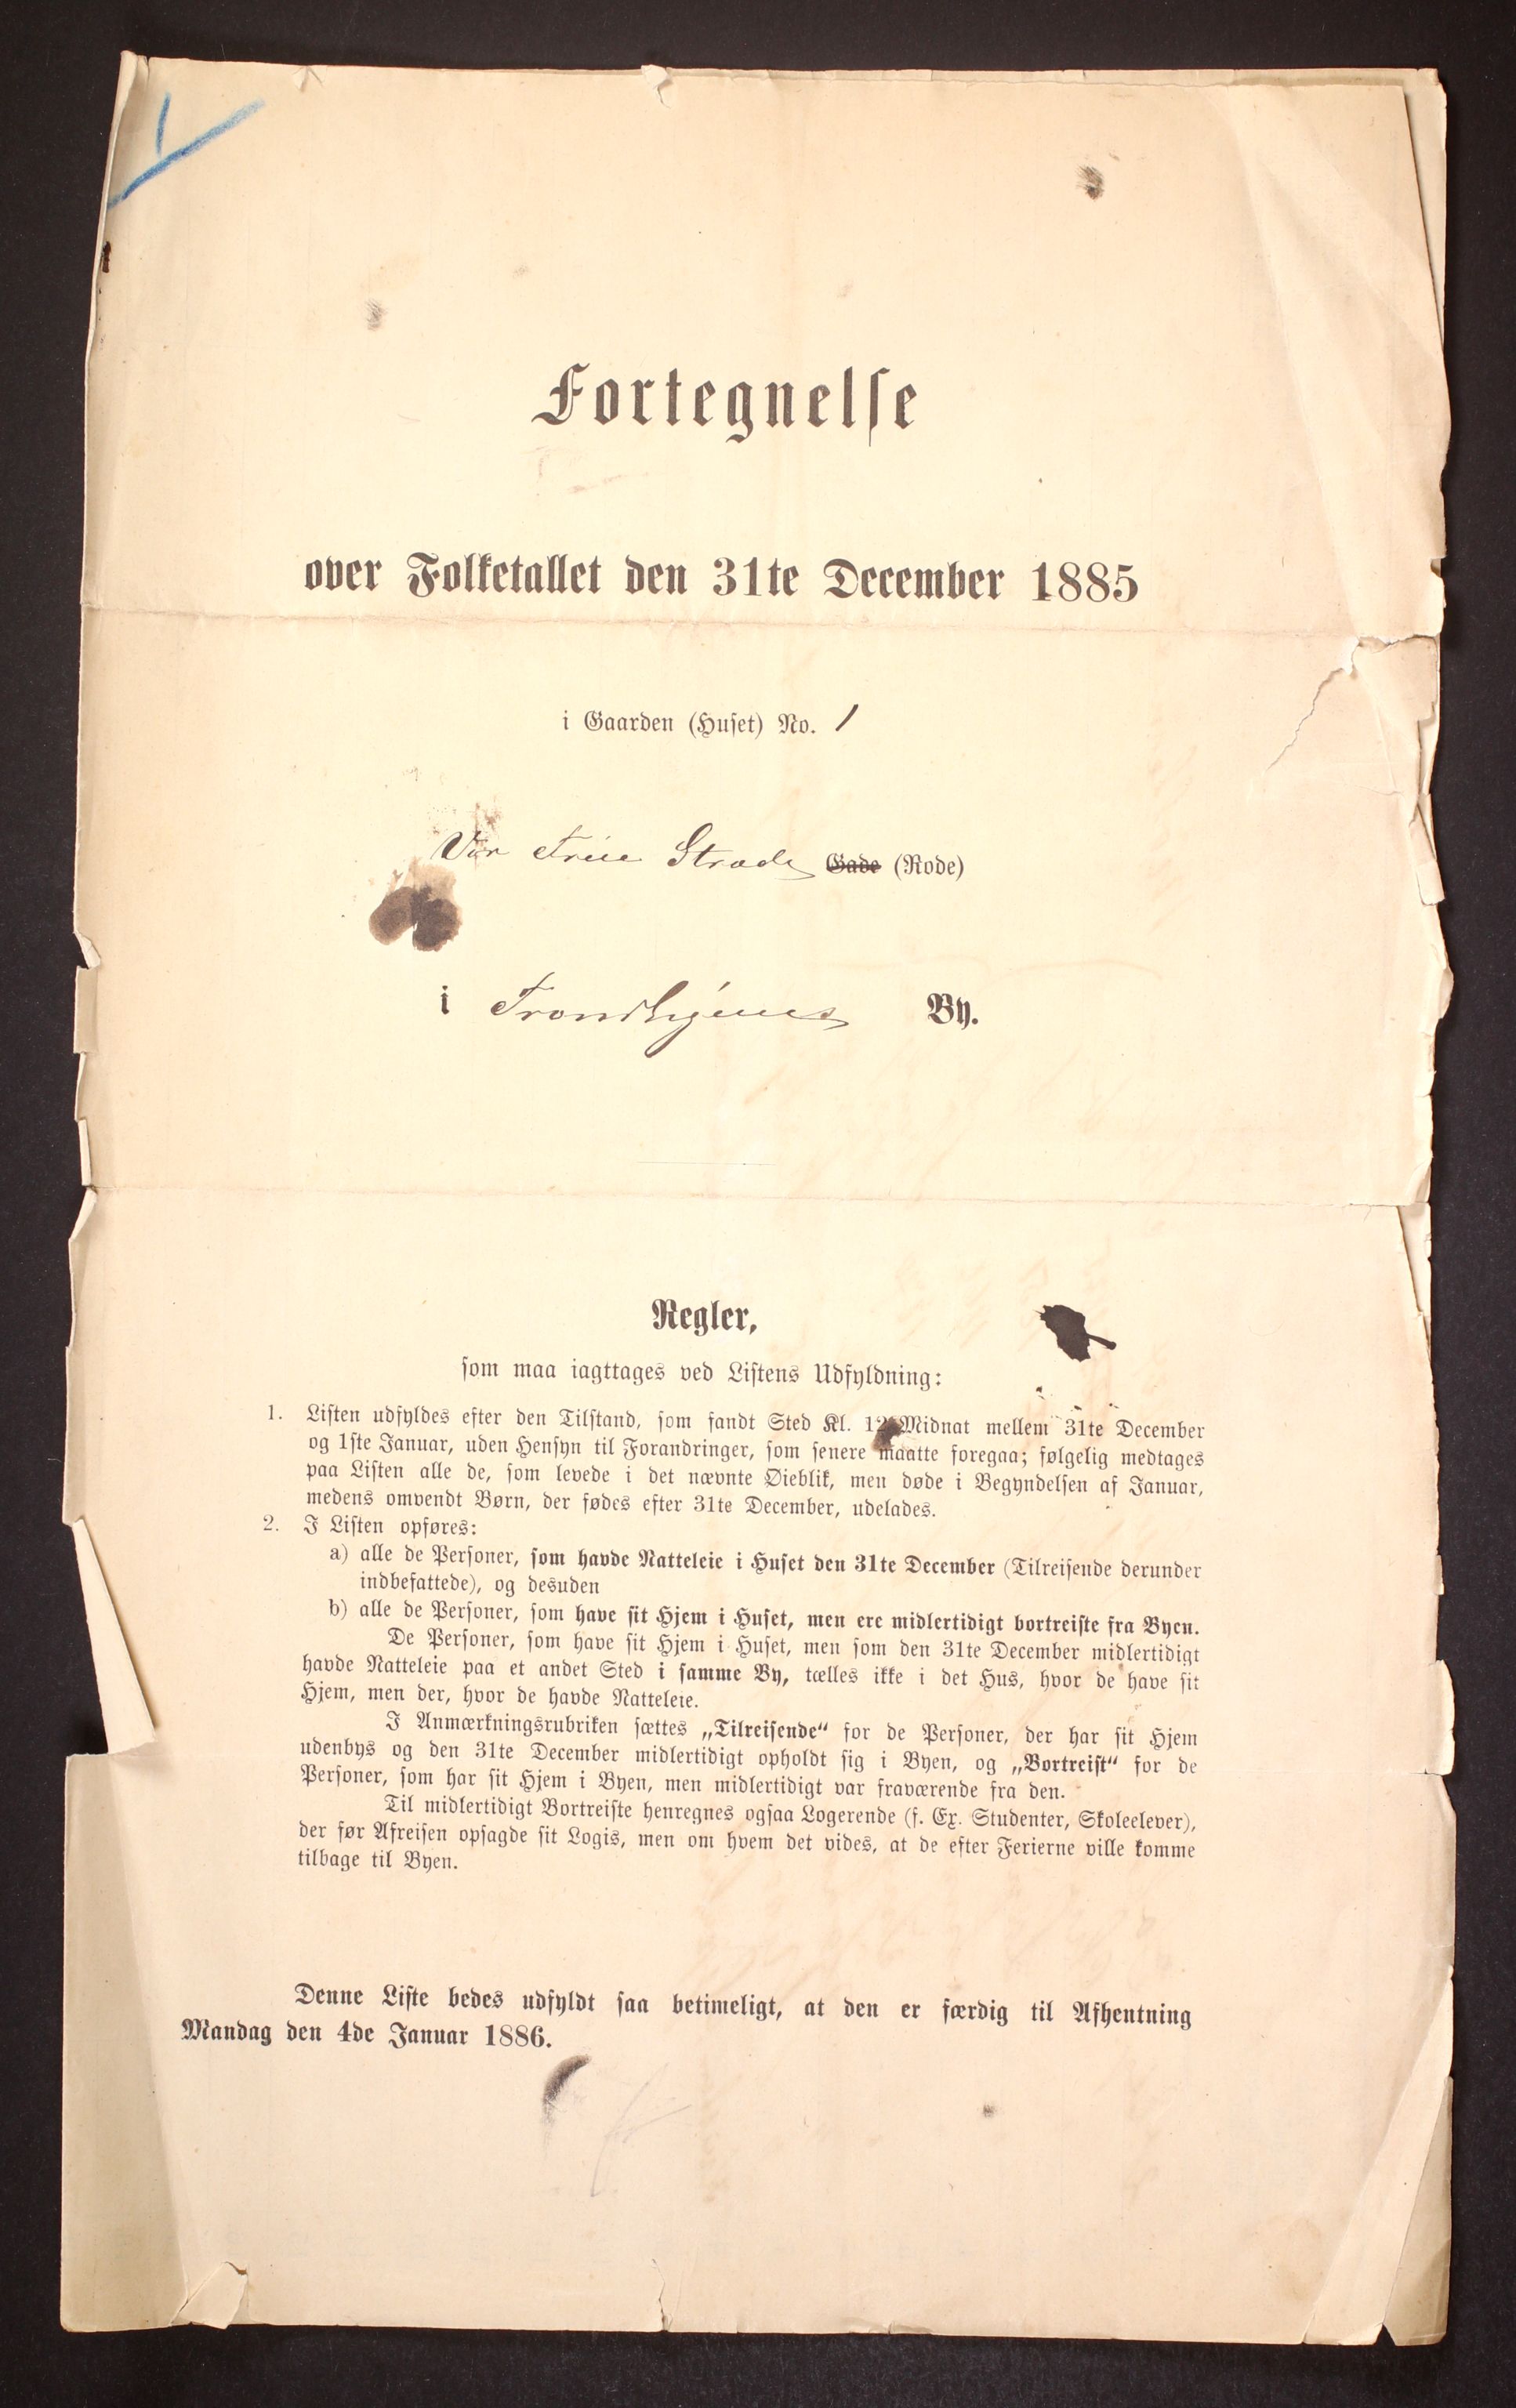 Fortegnelse
over Folketallet den 31te December 1885
i Gaarden (Huset) No. 1
Vor Frue Stræde Gade (Rode)
i Trondhjems By.
Regler,
som maa iagttages ved Listens Udfyldning:
1. Listen udfyldes efter den Tilstand, som fandt Sted Kl. 12 Midnat mellem 31te December
og 1ste Januar, uden Hensyn til Forandringer, som senere maatte foregaa; følgelig medtages
paa Listen alle de, som levede i det nævnte Øieblik, men døde i Begyndelsen af Januar,
medens omvendt Børn, der fødes efter 31te December, udelades.
2. I Listen opføres:
a) alle de Personer, som havde Natteleie i Huset den 31te December (Tilreisende derunder
indbefattede), og desuden
b) alle de Personer, som have sit Hjem i Huset, men ere midlertidigt bortreiste fra Byen.
De Personer, som have sit Hjem i Huset, men som den 31te December midlertidigt
havde Natteleie paa et andet Sted i samme By, tælles ikke i det Hus, hvor de have sit
Hjem, men der, hvor de havde Natteleie.
I Anmærkningsrubriken sættes „Tilreisende“ for de Personer, der har sit Hjem
udenbys og den 31te December midlertidigt opholdt sig i Byen, og „Bortreist“ for de
Personer, som har sit Hjem i Byen, men midlertidigt var fraværende fra den.
Til midlertidigt Bortreiste henregnes ogsaa Logerende (f. Ex. Studenter, Skoleelever),
der før Afreisen opsagde sit Logis, men om hvem det vides, at de efter Ferierne ville komme
tilbage til Byen.
Denne Liste bedes udfyldt saa betimeligt, at den er færdig til Afhentning
Mandag den 4de Januar 1886.